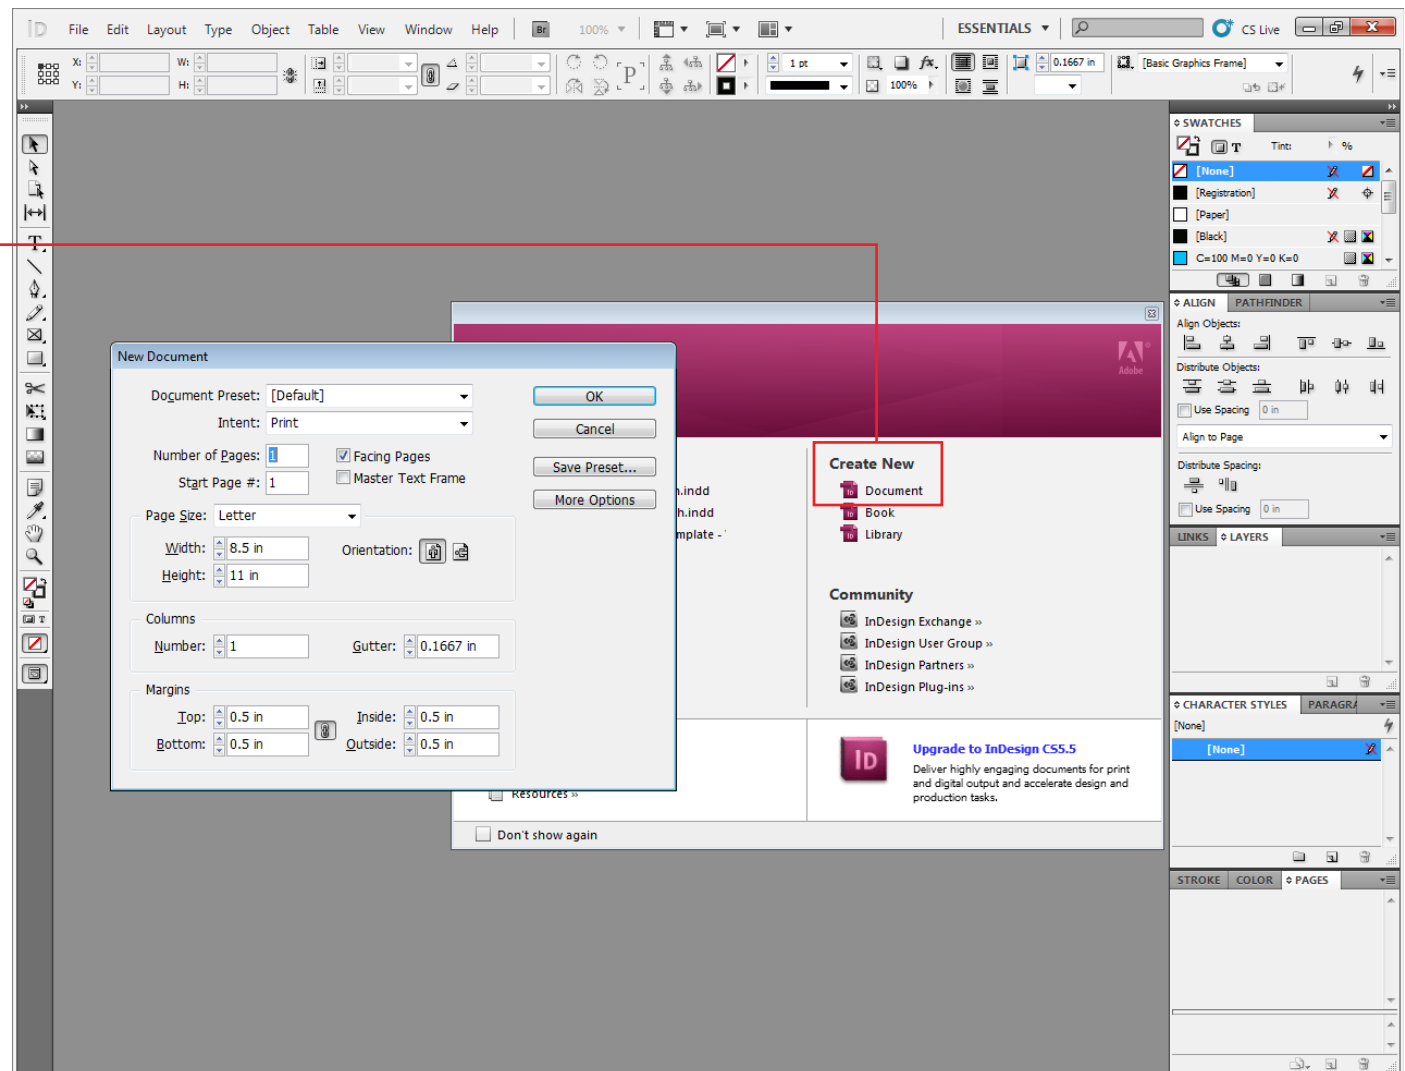 ID File Edit Layout Type Object Table View Window Help Br 100% ESSENTIALS CS Live
X: W: 1 pt fx. 0.1667 in [Basic Graphics Frame]
Y: H: P 100%
SWATCHES
T Tint: %
[None]
[Registration]
[Paper]
[Black]
C=100 M=0 Y=0 K=0
ALIGN PATHFINDER
Align Objects:
Distribute Objects:
Use Spacing 0 in
Align to Page
Distribute Spacing:
Use Spacing 0 in
LINKS LAYERS
CHARACTER STYLES PARAGRA
[None]
[None]
STROKE COLOR PAGES
New Document
Document Preset: [Default]
Intent: Print
Number of Pages: 1
Facing Pages
Start Page #: 1
Master Text Frame
Page Size: Letter
Width: 8.5 in
Orientation:
Height: 11 in
Columns
Number: 1
Gutter: 0.1667 in
Margins
Top: 0.5 in
Inside: 0.5 in
Bottom: 0.5 in
Outside: 0.5 in
OK
Cancel
Save Preset...
More Options
Adobe
n.indd
h.indd
mplate -
Create New
Document
Book
Library
Community
InDesign Exchange »
InDesign User Group »
InDesign Partners »
InDesign Plug-ins »
Resources »
ID
Upgrade to InDesign CS5.5
Deliver highly engaging documents for print
and digital output and accelerate design and
production tasks.
Don't show again